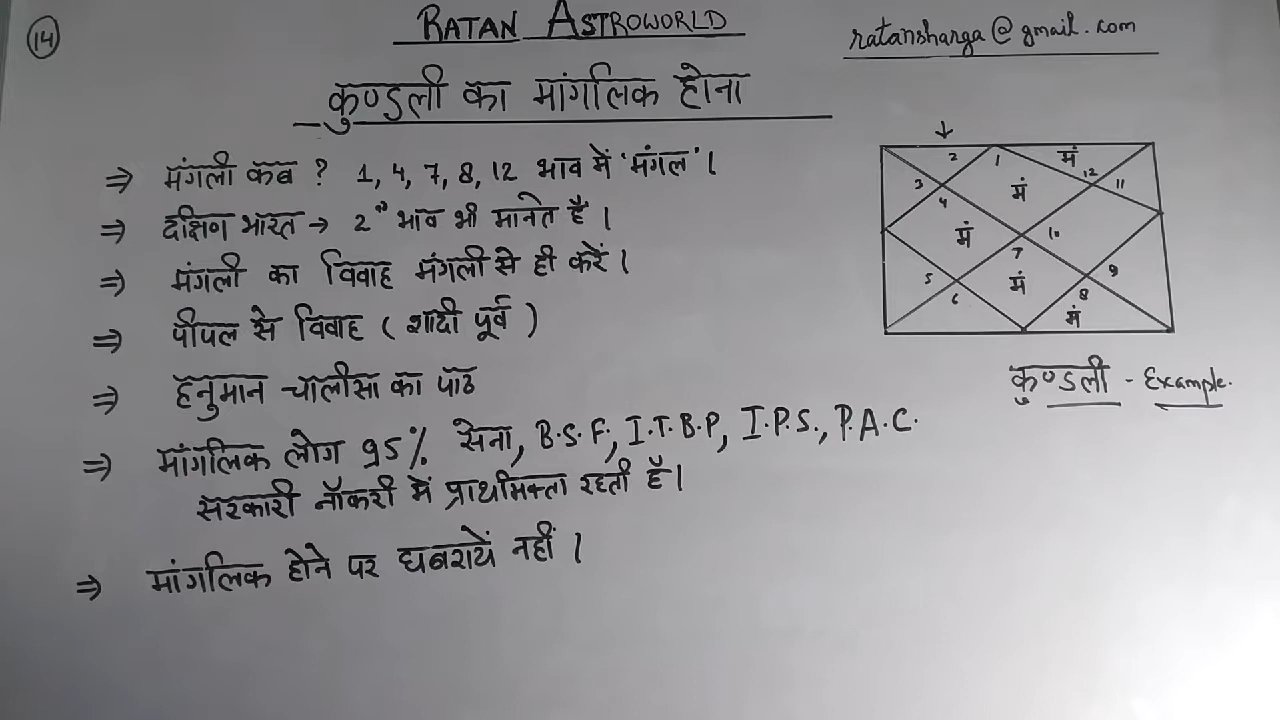 14
RATAN ASTROWORLD
ratansharga@gmail.com
कुण्डली का मांगलिक होना
⇒ मंगली कब ? 1, 4, 7, 8, 12 भाव में 'मंगल' ।
⇒ दक्षिण भारत → 2nd भाव भी मानते हैं ।
⇒ मंगली का विवाह मंगली से ही करें ।
⇒ पीपल से विवाह ( शादी पूर्व )
⇒ हनुमान चालीसा का पाठ
⇒ मांगलिक लोग 95% सेना, B.S.F, I.T.B.P, I.P.S., P.A.C.
सरकारी नौकरी में प्राथमिकता रहती है।
⇒ मांगलिक होने पर घबरायें नहीं ।
↓
2 1 मं 12
3 4 मं 11
मं 7 10
5 6 मं 8 9
मं
कुण्डली - Example.